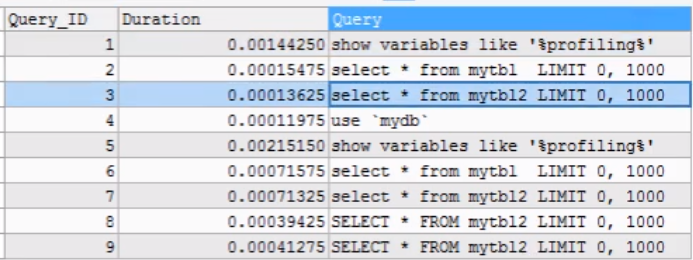 Query_ID Duration Query
1 0.00144250 show variables like '%profiling%'
2 0.00015475 select * from mytbl  LIMIT 0, 1000
3 0.00013625 select * from mytbl2 LIMIT 0, 1000
4 0.00011975 use `mydb`
5 0.00215150 show variables like '%profiling%'
6 0.00071575 select * from mytbl  LIMIT 0, 1000
7 0.00071325 select * from mytbl2 LIMIT 0, 1000
8 0.00039425 SELECT * FROM mytbl2 LIMIT 0, 1000
9 0.00041275 SELECT * FROM mytbl2 LIMIT 0, 1000